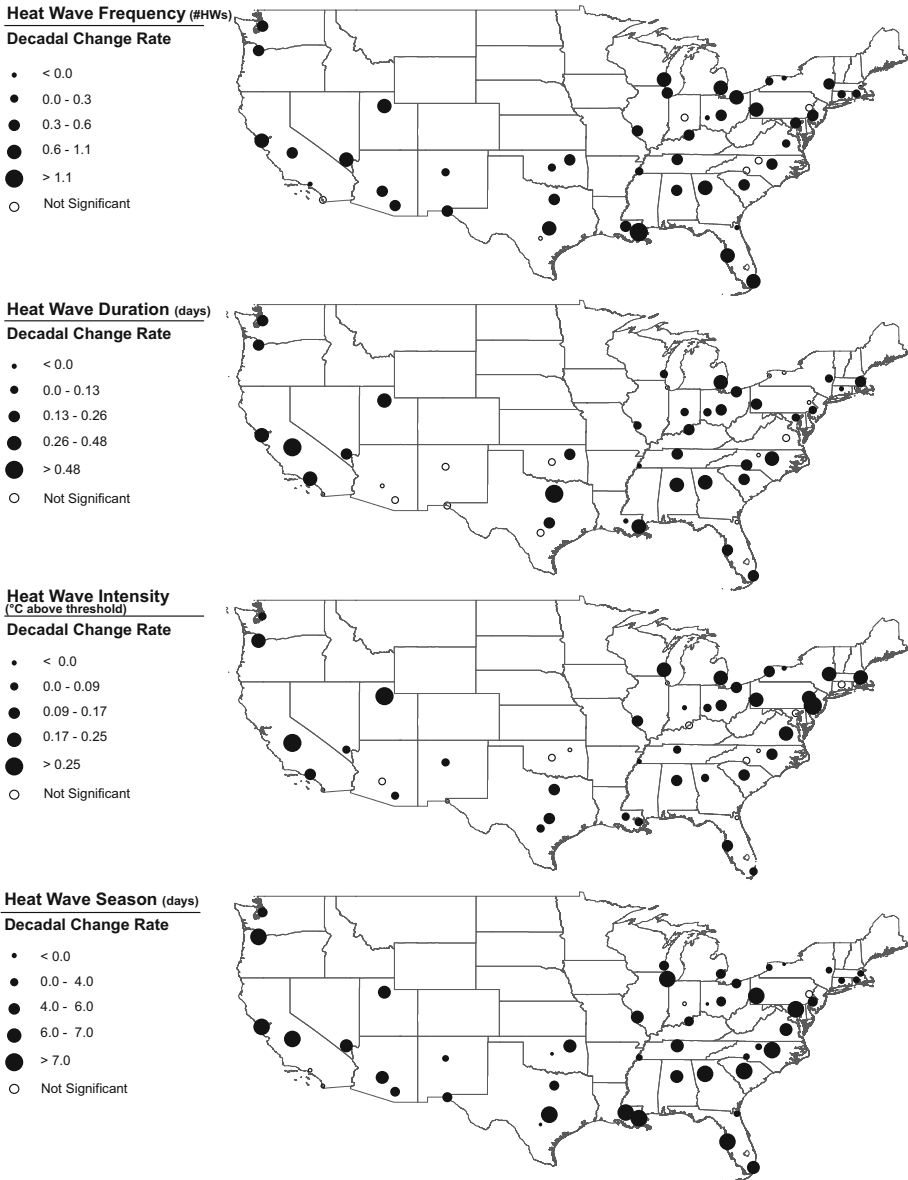 Heat Wave Frequency (#HWs)
Decadal Change Rate
< 0.0
0.0 - 0.3
0.3 - 0.6
0.6 - 1.1
> 1.1
Not Significant
Heat Wave Duration (days)
Decadal Change Rate
< 0.0
0.0 - 0.13
0.13 - 0.26
0.26 - 0.48
> 0.48
Not Significant
Heat Wave Intensity
(°C above threshold)
Decadal Change Rate
< 0.0
0.0 - 0.09
0.09 - 0.17
0.17 - 0.25
> 0.25
Not Significant
Heat Wave Season (days)
Decadal Change Rate
< 0.0
0.0 - 4.0
4.0 - 6.0
6.0 - 7.0
> 7.0
Not Significant